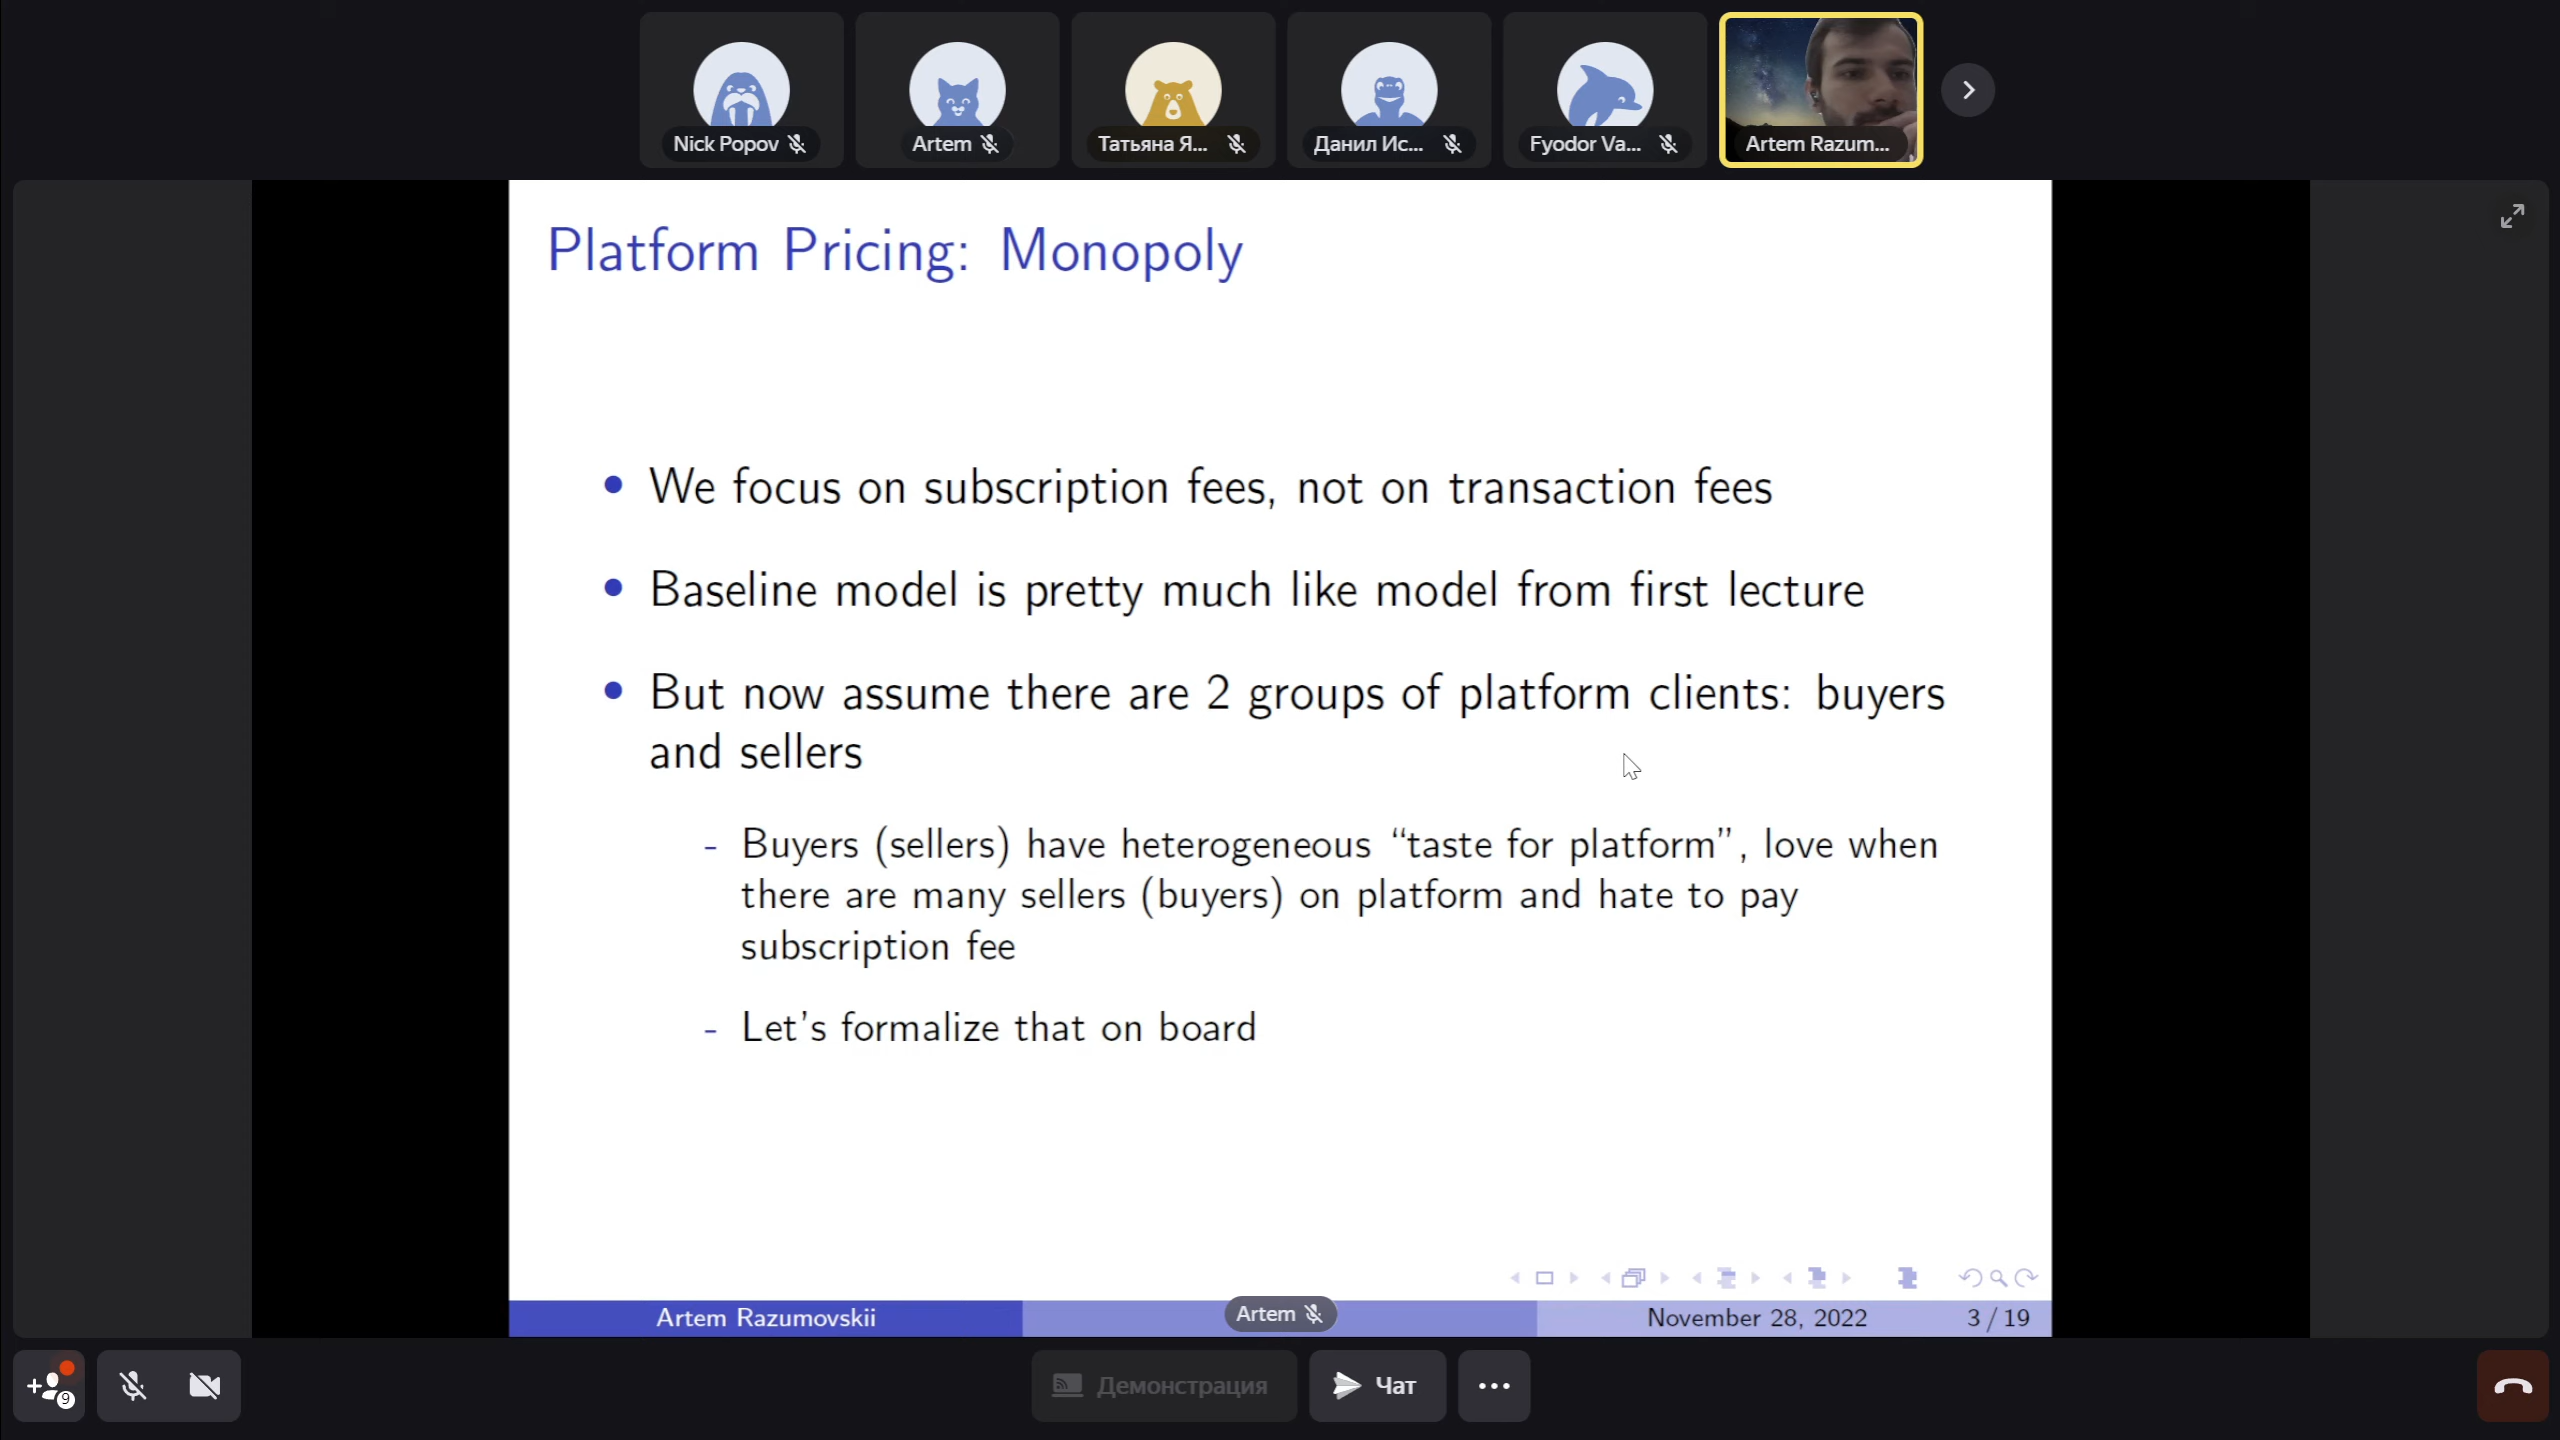 Nick Popov
Artem
Татьяна Я...
Данил Ис...
Fyodor Va...
Artem Razum...
Platform Pricing: Monopoly
• We focus on subscription fees, not on transaction fees
• Baseline model is pretty much like model from first lecture
• But now assume there are 2 groups of platform clients: buyers
and sellers
- Buyers (sellers) have heterogeneous “taste for platform”, love when
there are many sellers (buyers) on platform and hate to pay
subscription fee
- Let’s formalize that on board
Artem Razumovskii
Artem
November 28, 2022
3 / 19
9
Демонстрация
Чат